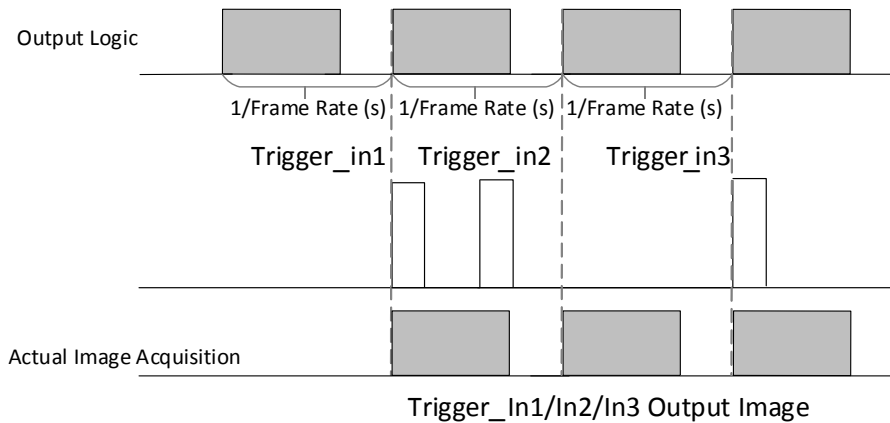 Output Logic
1/Frame Rate (s) 1/Frame Rate (s) 1/Frame Rate (s)
Trigger_in1 Trigger_in2 Trigger_in3
Actual Image Acquisition
Trigger_In1/In2/In3 Output Image